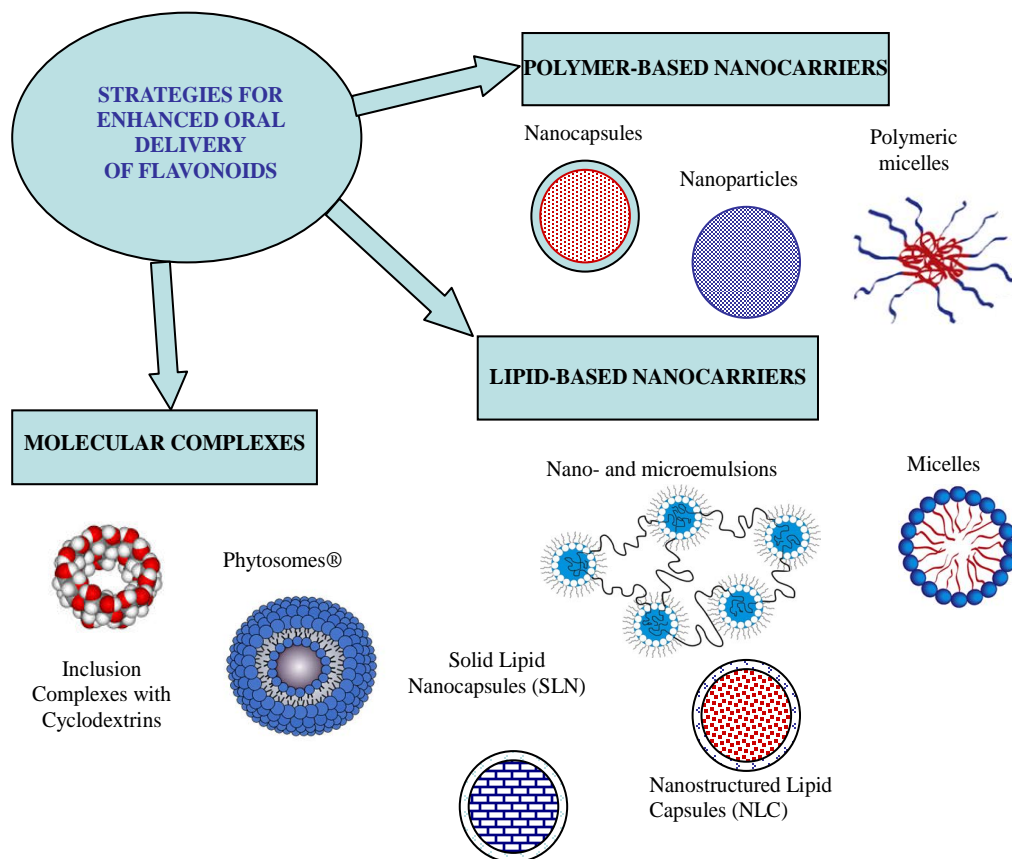 STRATEGIES FOR
ENHANCED ORAL
DELIVERY
OF FLAVONOIDS
POLYMER-BASED NANOCARRIERS
Nanocapsules
Nanoparticles
Polymeric
micelles
LIPID-BASED NANOCARRIERS
MOLECULAR COMPLEXES
Nano- and microemulsions
Micelles
Phytosomes®
Inclusion
Complexes with
Cyclodextrins
Solid Lipid
Nanocapsules (SLN)
Nanostructured Lipid
Capsules (NLC)